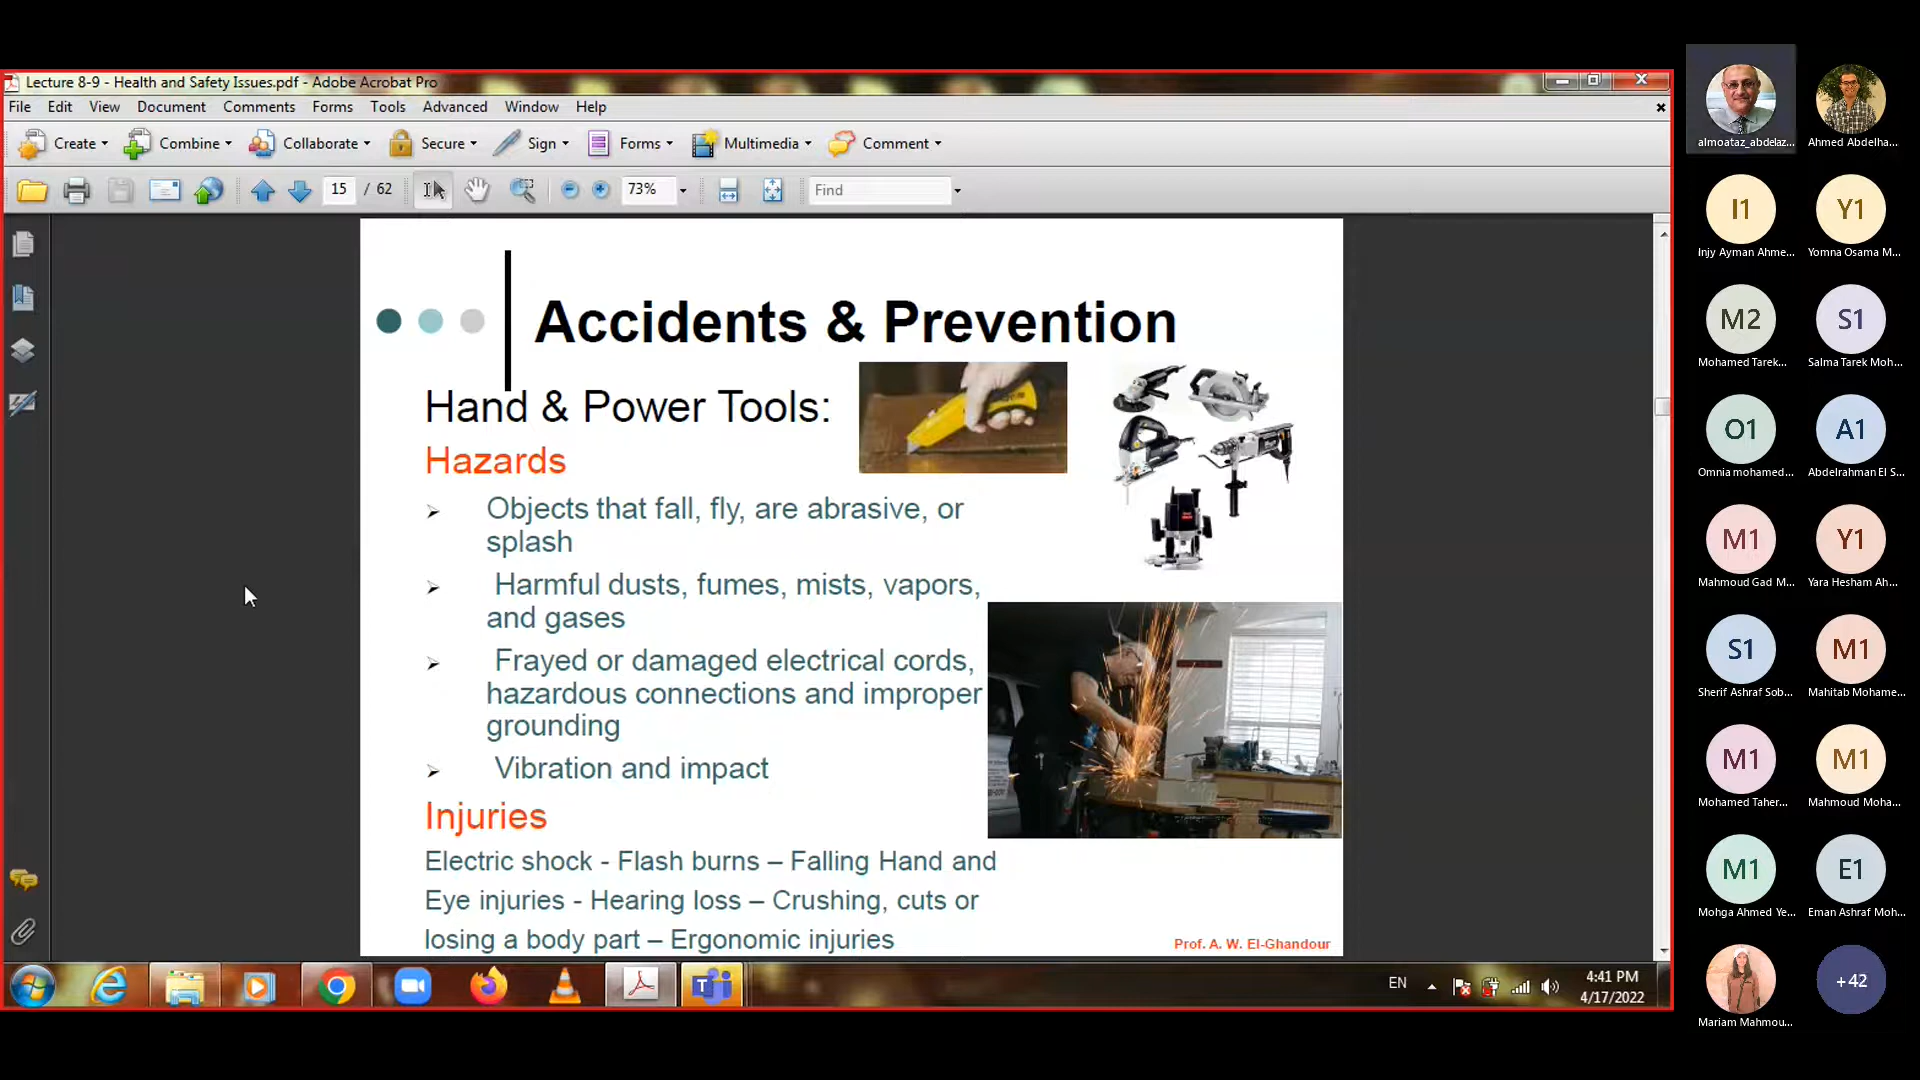 Lecture 8-9 - Health and Safety Issues.pdf - Adobe Acrobat Pro
File Edit View Document Comments Forms Tools Advanced Window Help
Create Combine Collaborate Secure Sign Forms Multimedia Comment
15 / 62 73% Find
Accidents & Prevention
Hand & Power Tools:
Hazards
➢ Objects that fall, fly, are abrasive, or
splash
➢ Harmful dusts, fumes, mists, vapors,
and gases
➢ Frayed or damaged electrical cords,
hazardous connections and improper
grounding
➢ Vibration and impact
Injuries
Electric shock - Flash burns – Falling Hand and
Eye injuries - Hearing loss – Crushing, cuts or
losing a body part – Ergonomic injuries
Prof. A. W. El-Ghandour
EN
4:41 PM
4/17/2022
almoataz_abdelaz... Ahmed Abdelha...
I1 Y1
Injy Ayman Ahme... Yomna Osama M...
M2 S1
Mohamed Tarek... Salma Tarek Moh...
O1 A1
Omnia mohamed... Abdelrahman El S...
M1 Y1
Mahmoud Gad M... Yara Hesham Ah...
S1 M1
Sherif Ashraf Sob... Mahitab Mohame...
M1 M1
Mohamed Taher... Mahmoud Moha...
M1 E1
Mohga Ahmed Ye... Eman Ashraf Moh...
+42
Mariam Mahmou...